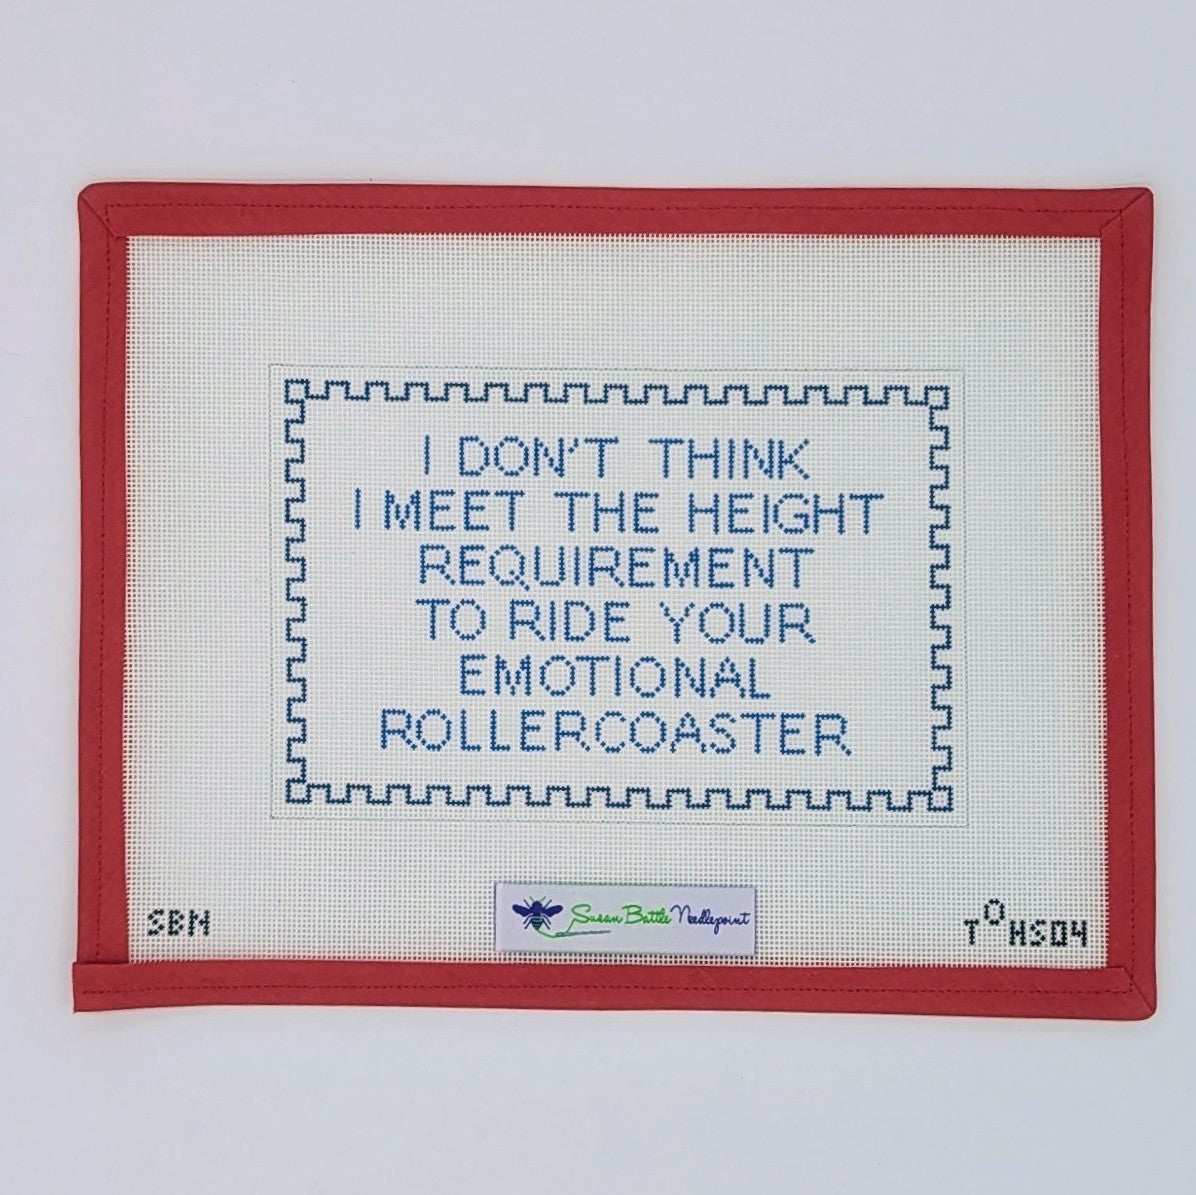 I DON'T THINK
I MEET THE HEIGHT
REQUIREMENT
TO RIDE YOUR
EMOTIONAL
ROLLERCOASTER
SBN
Susan Battle Needlepoint
TOHS04